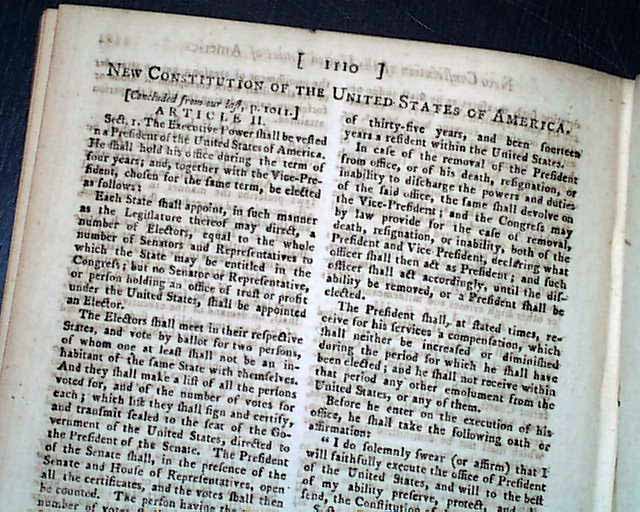 [ 1110 ]
NEW CONSTITUTION OF THE UNITED STATES OF AMERICA.
[Concluded from our last, p. 1011.]
ARTICLE II.
Sect. 1. The Executive Power shall be vested
n a President of the United States of America.
He shall hold his office during the term of
four years; and, together with the Vice-Pre-
sident, chosen for the same term, be elected
as follows:
Each State shall appoint, in such manner
as the Legislature thereof may direct, a
number of Electors, equal to the whole
number of Senators and Representatives to
which the State may be entitled in the
Congress; but no Senator or Representative,
or person holding an office of trust or profit
under the United States, shall be appointed
an Elector.
The Electors shall meet in their respective
States, and vote by ballot for two persons,
of whom one at least shall not be an in-
habitant of the same State with themselves.
And they shall make a list of all the persons
voted for, and of the number of votes for
each; which list they shall sign and certify,
and transmit sealed to the seat of the Go-
vernment of the United States, directed to
the President of the Senate. The President
of the Senate shall, in the presence of the
Senate and House of Representatives, open
all the certificates, and the votes shall then
be counted. The person having the
number of votes
of thirty-five years, and been fourteen
years a resident within the United States.
In case of the removal of the President
from office, or of his death, resignation, or
inability to discharge the powers and duties
of the said office, the same shall devolve on
the Vice-President; and the Congress may
by law provide for the case of removal,
death, resignation, or inability, both of the
President and Vice President, declaring what
officer shall then act as President; and such
officer shall act accordingly, until the dis-
ability be removed, or a President shall be
elected.
The President shall, at stated times, re-
ceive for his services a compensation, which
shall neither be increased or diminished
during the period for which he shall have
been elected; and he shall not receive within
that period any other emolument from the
United States, or any of them.
Before he enter on the execution of his
office, he shall take the following oath or
affirmation:
"I do solemnly swear (or affirm) that I
will faithfully execute the office of President
of the United States, and will to the best
of my ability preserve, protect, and
fend, the Constitution of